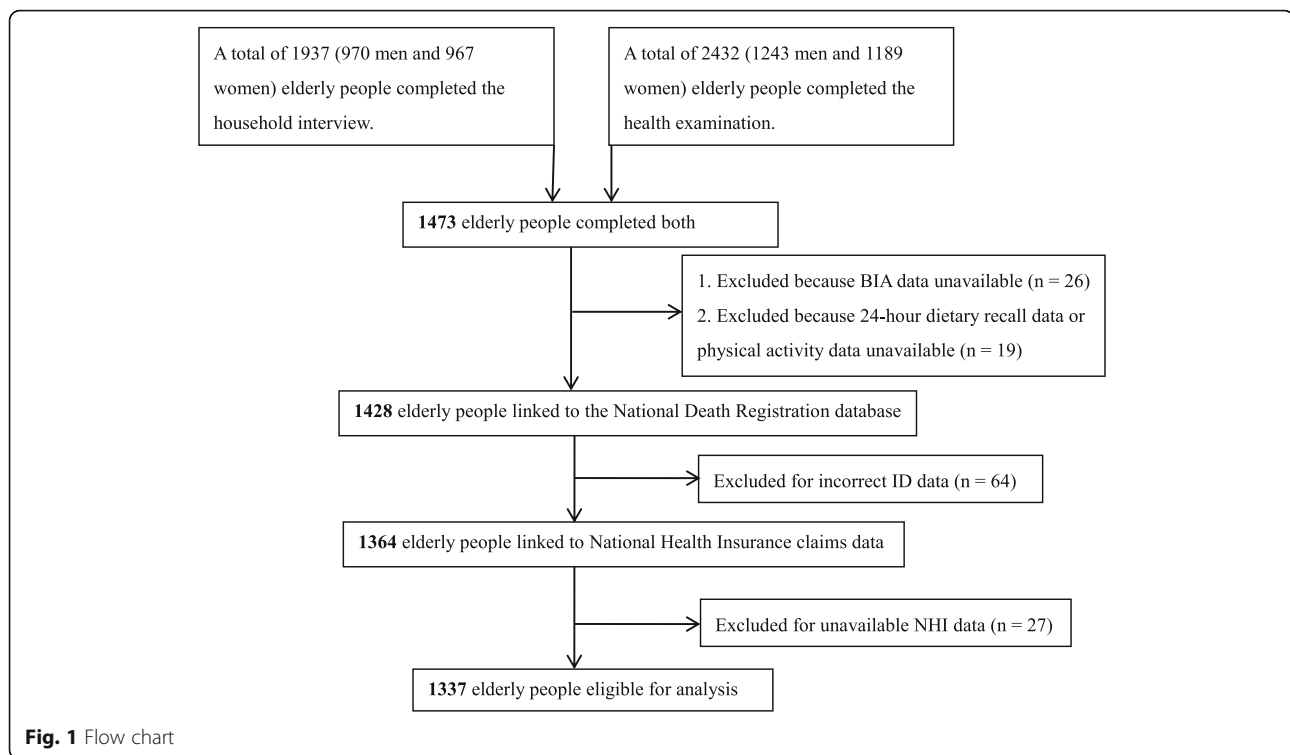 A total of 1937 (970 men and 967
women) elderly people completed the
household interview.
A total of 2432 (1243 men and 1189
women) elderly people completed the
health examination.
1473 elderly people completed both
1. Excluded because BIA data unavailable (n = 26)
2. Excluded because 24-hour dietary recall data or
physical activity data unavailable (n = 19)
1428 elderly people linked to the National Death Registration database
Excluded for incorrect ID data (n = 64)
1364 elderly people linked to National Health Insurance claims data
Excluded for unavailable NHI data (n = 27)
1337 elderly people eligible for analysis
Fig. 1 Flow chart